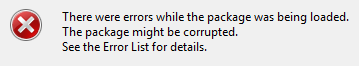 There were errors while the package was being loaded.
The package might be corrupted.
See the Error List for details.